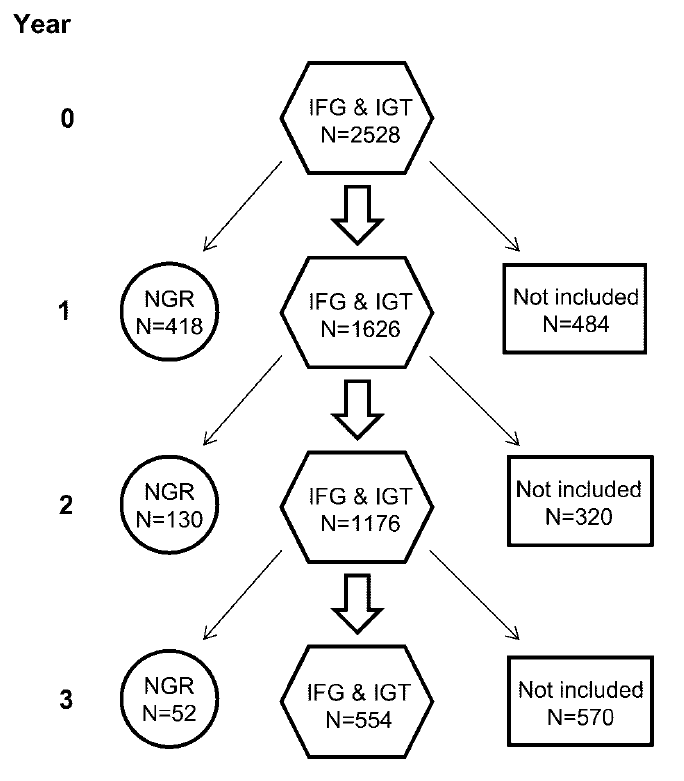 Year
0
IFG & IGT
N=2528
1
NGR
N=418
IFG & IGT
N=1626
Not included
N=484
2
NGR
N=130
IFG & IGT
N=1176
Not included
N=320
3
NGR
N=52
IFG & IGT
N=554
Not included
N=570